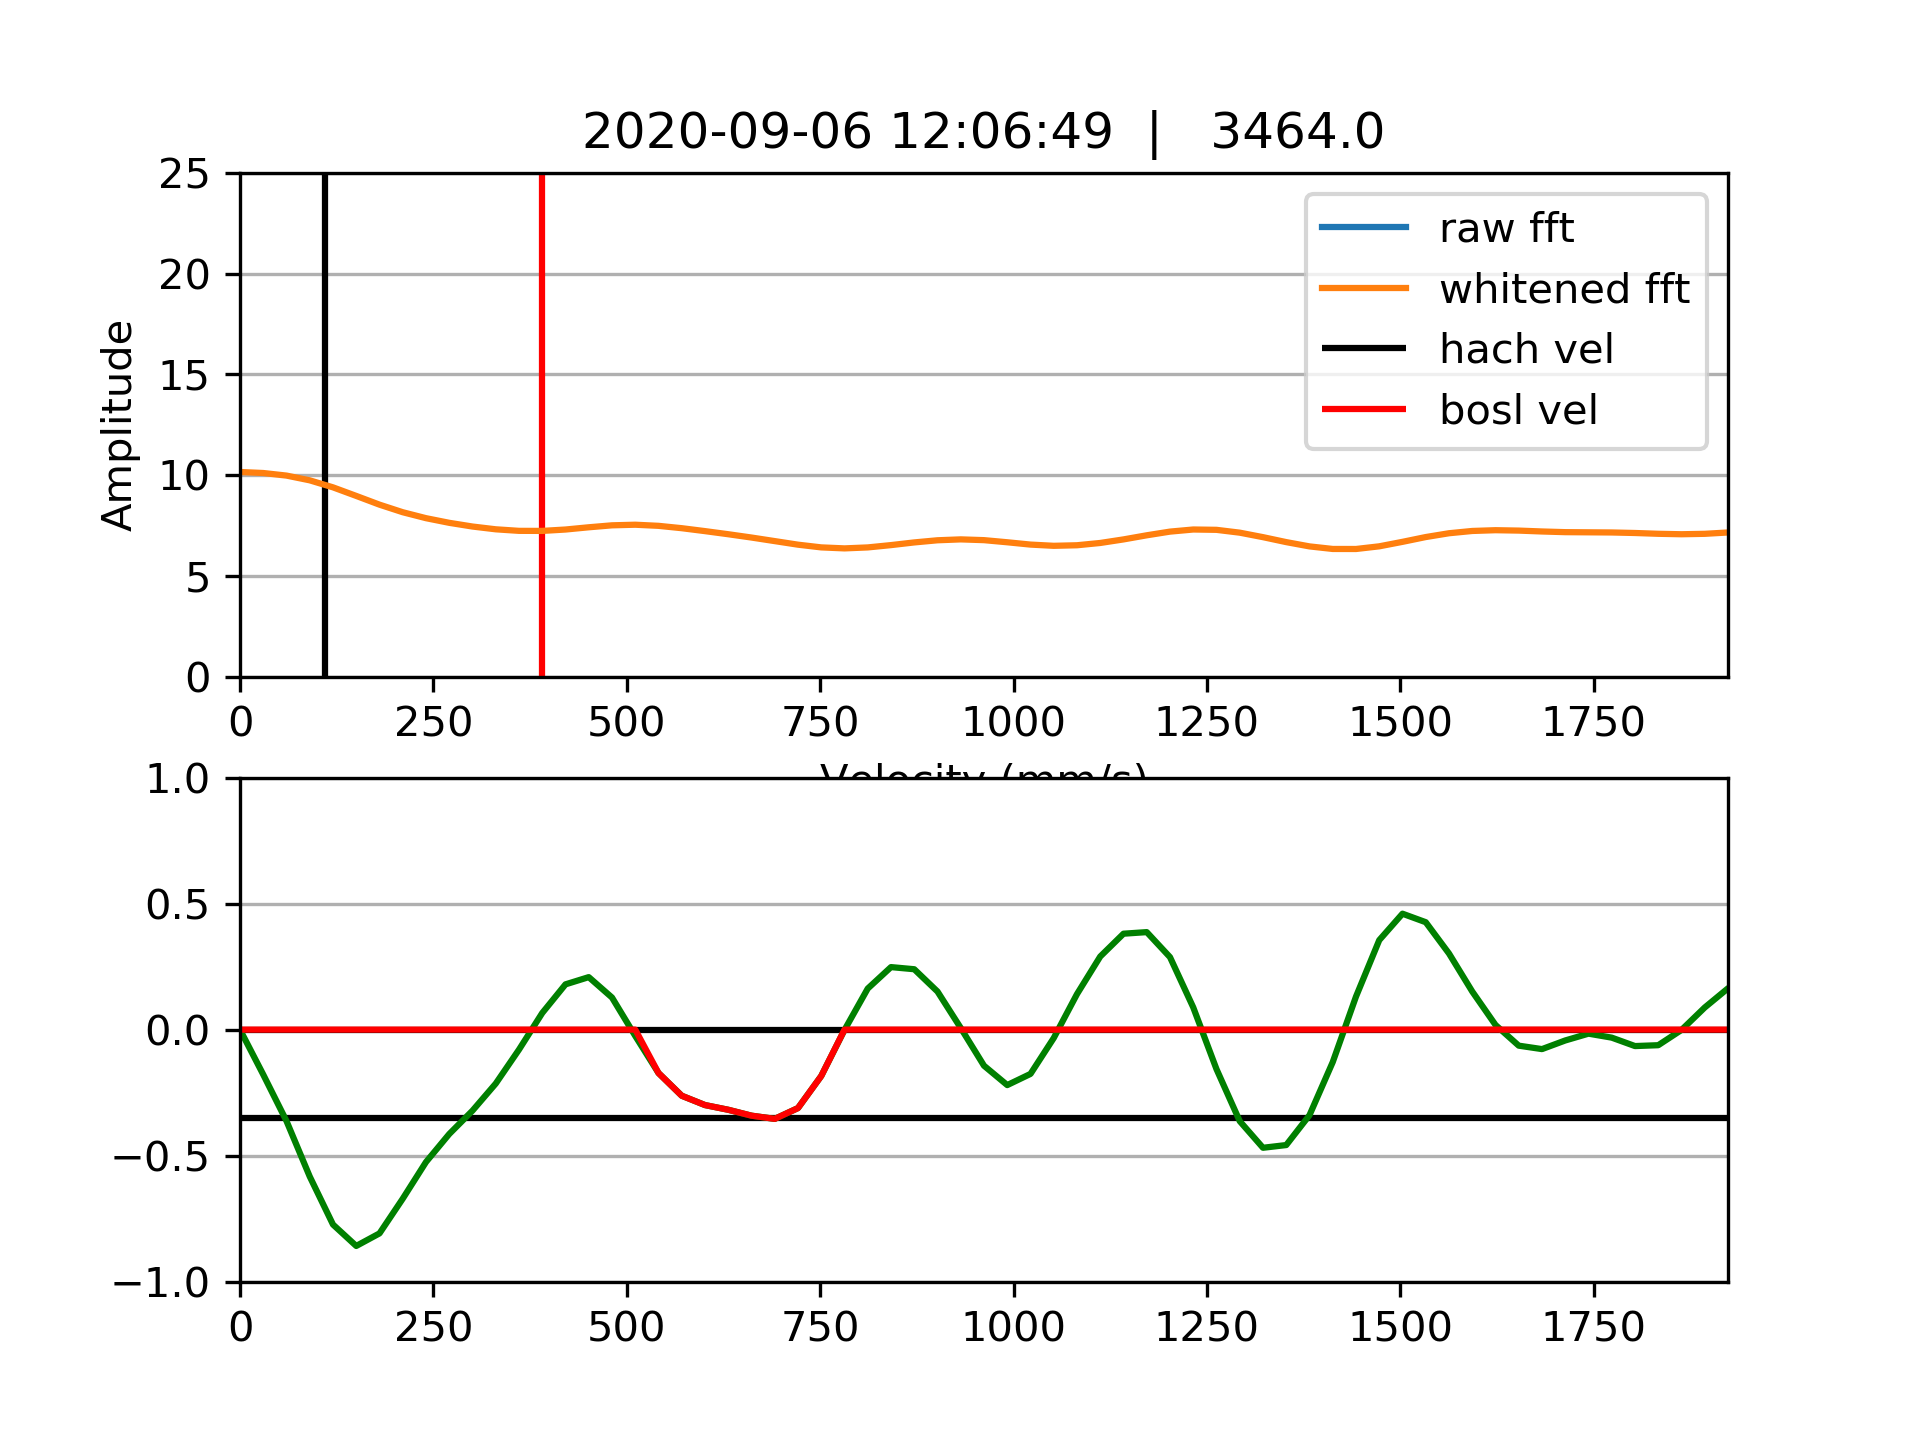 2020-09-06 12:06:49 | 3464.0
25
20
15
10
5
0
Amplitude
raw fft
whitened fft
hach vel
bosl vel
0 250 500 750 1000 1250 1500 1750
Velocity (mm/s)
1.0
0.5
0.0
−0.5
−1.0
0 250 500 750 1000 1250 1500 1750